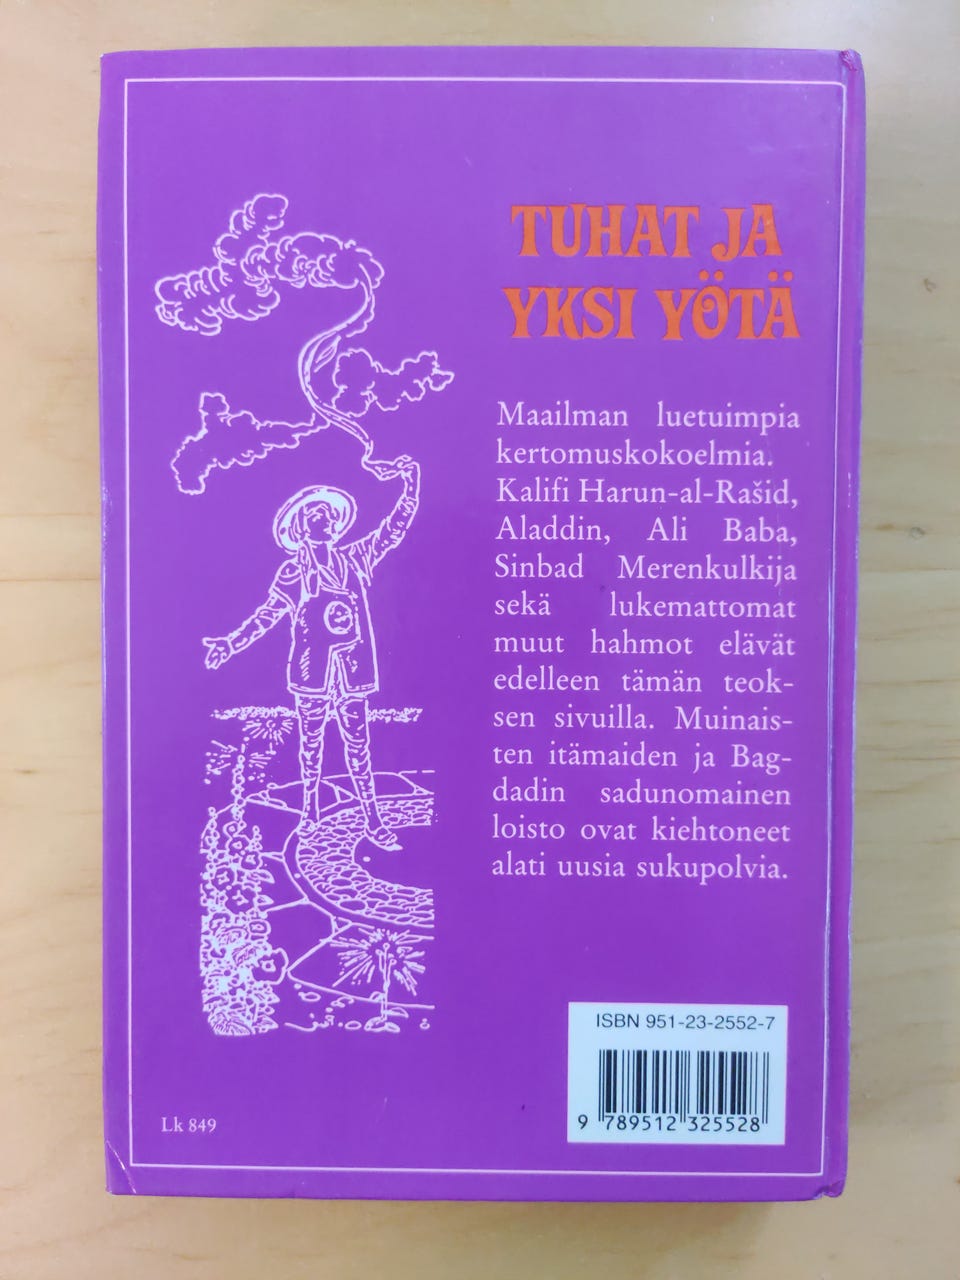 TUHAT JA
YKSI YÖTÄ
Maailman luetuimpia
kertomuskokoelmia.
Kalifi Harun-al-Rašid,
Aladdin, Ali Baba,
Sinbad Merenkulkija
sekä lukemattomat
muut hahmot elävät
edelleen tämän teok-
sen sivuilla. Muinais-
ten itämaiden ja Bag-
dadin sadunomainen
loisto ovat kiehtoneet
alati uusia sukupolvia.
ISBN 951-23-2552-7
9 789512 325528
Lk 849